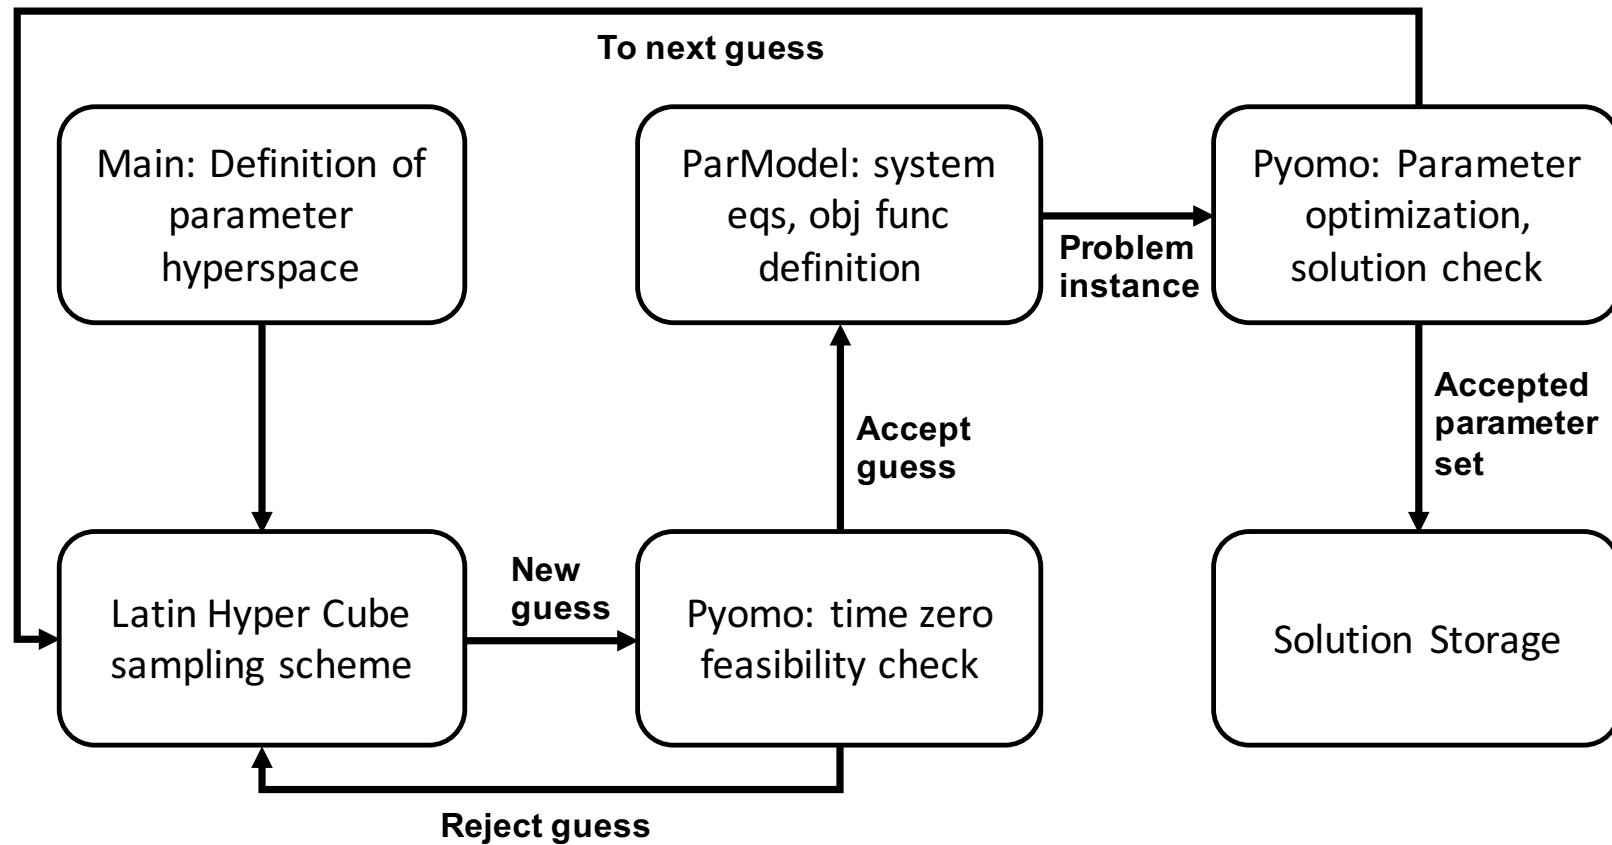 To next guess
Main: Definition of
parameter
hyperspace
ParModel: system
eqs, obj func
definition
Problem
instance
Pyomo: Parameter
optimization,
solution check
Accept
guess
Accepted
parameter
set
Latin Hyper Cube
sampling scheme
New
guess
Pyomo: time zero
feasibility check
Solution Storage
Reject guess